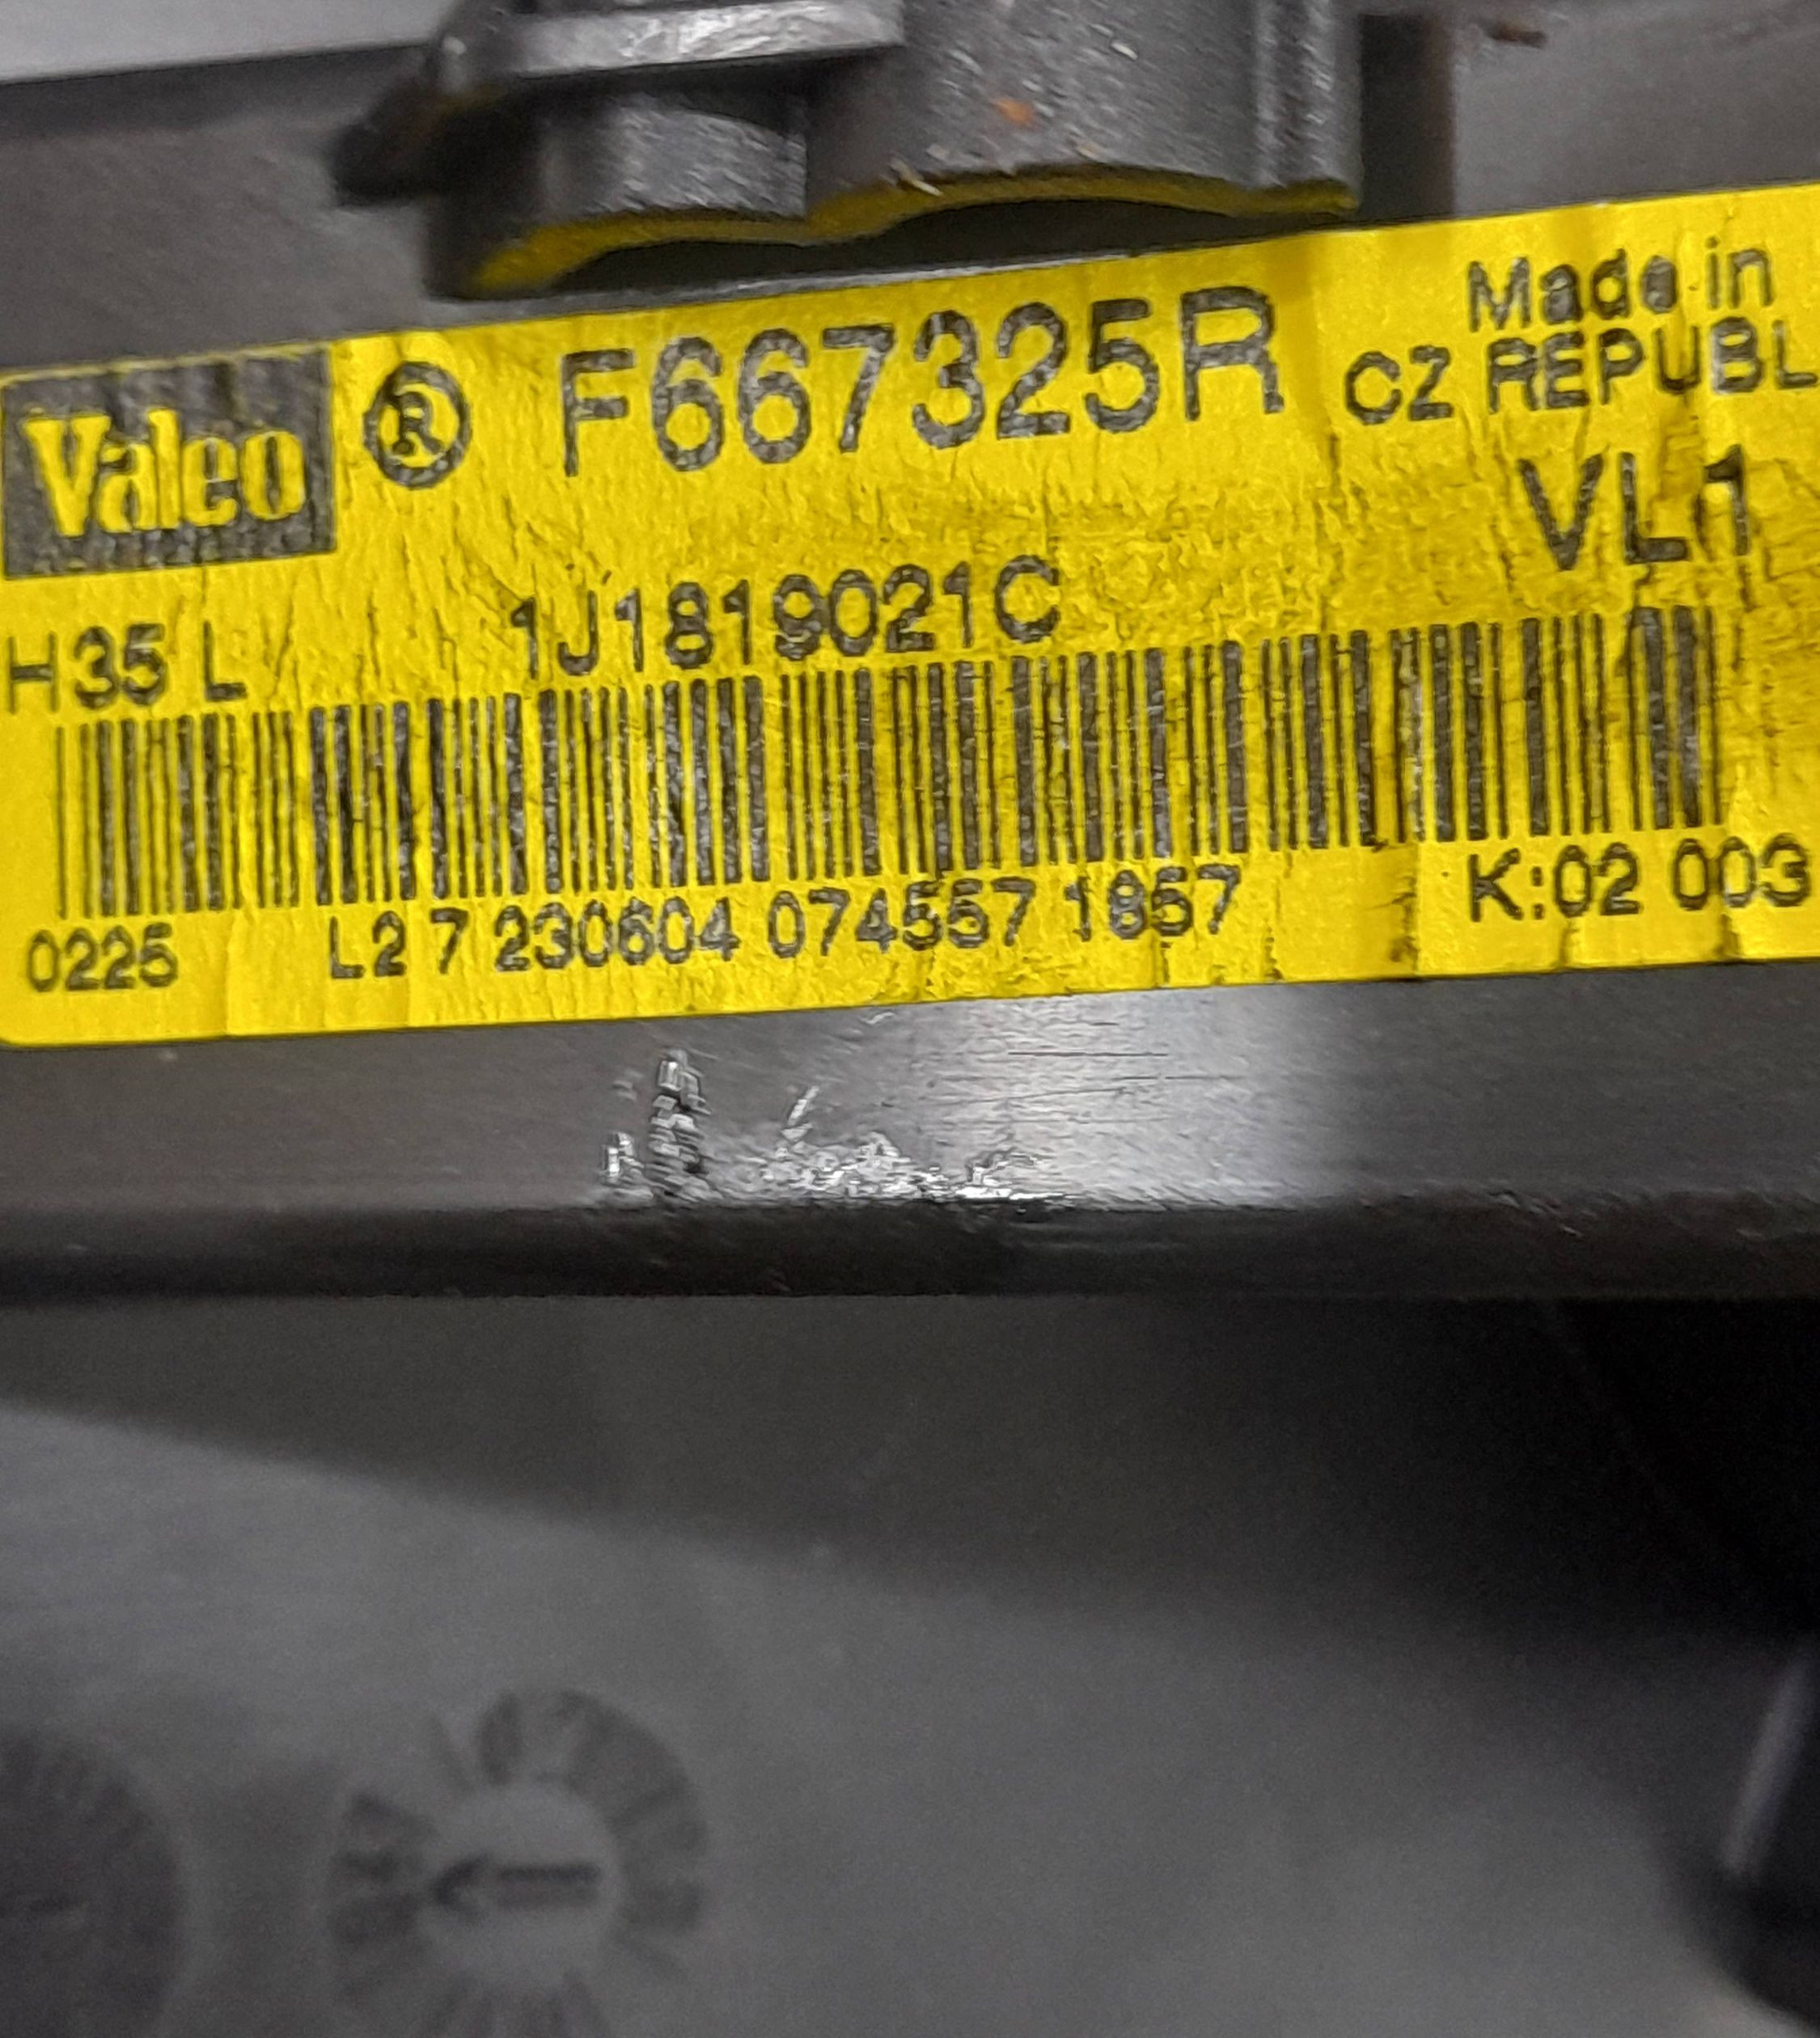 Valeo ® F667325R Made in
CZ REPUBL
VL1
H35 L 1J1819021C
0225 L2 7 230604 074557 1857 K:02 003